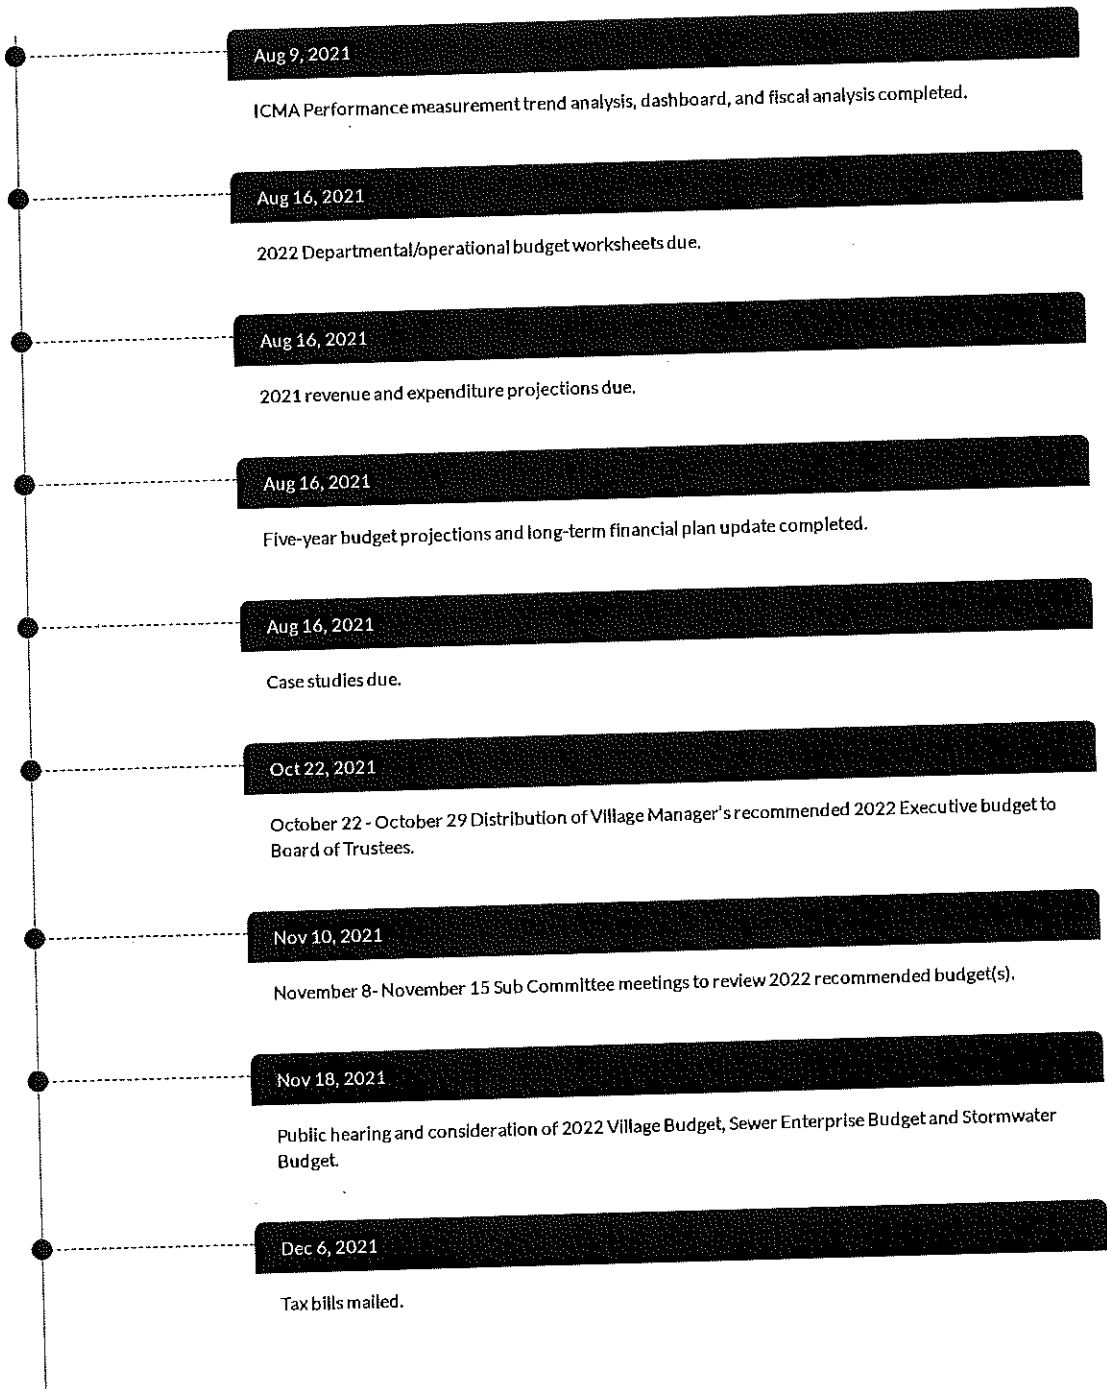 Aug 9, 2021
ICMA Performance measurement trend analysis, dashboard, and fiscal analysis completed.
Aug 16, 2021
2022 Departmental/operational budget worksheets due.
Aug 16, 2021
2021 revenue and expenditure projections due.
Aug 16, 2021
Five-year budget projections and long-term financial plan update completed.
Aug 16, 2021
Case studies due.
Oct 22, 2021
October 22 - October 29 Distribution of Village Manager's recommended 2022 Executive budget to
Board of Trustees.
Nov 10, 2021
November 8- November 15 Sub Committee meetings to review 2022 recommended budget(s).
Nov 18, 2021
Public hearing and consideration of 2022 Village Budget, Sewer Enterprise Budget and Stormwater
Budget.
Dec 6, 2021
Tax bills mailed.